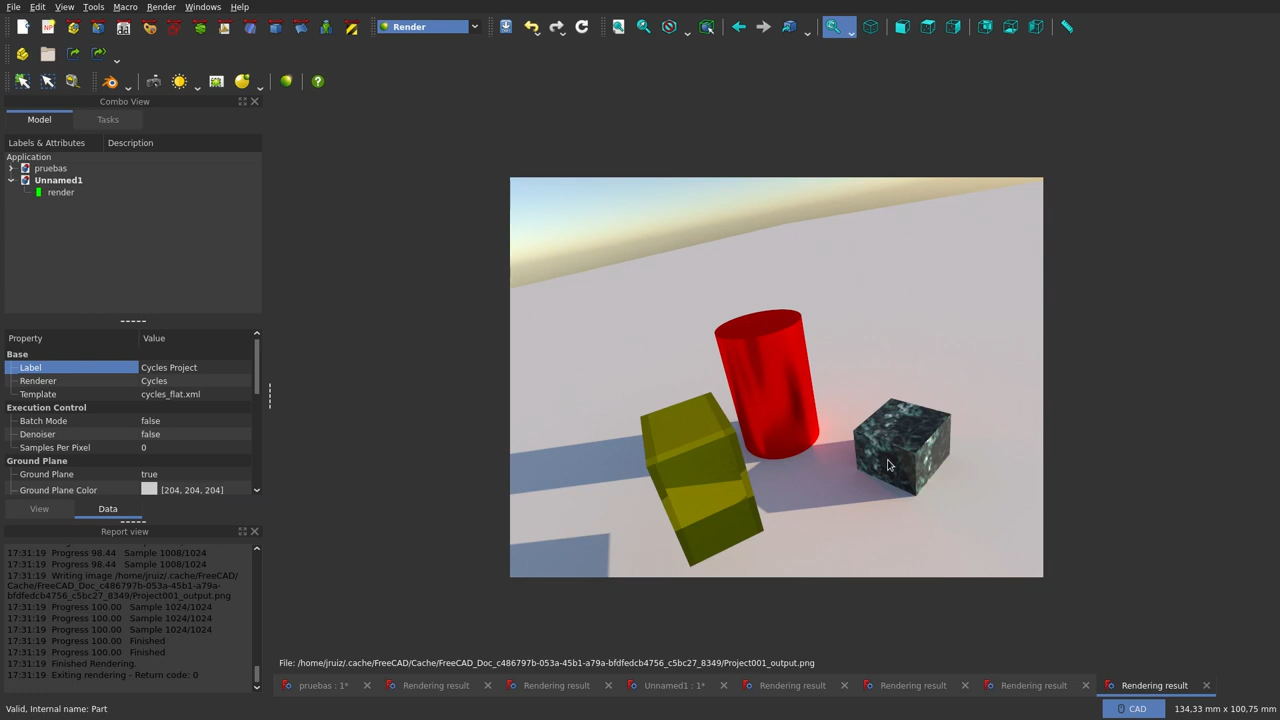 File Edit View Tools Macro Render Windows Help
Render
Combo View
Model Tasks
Labels & Attributes Description
Application
pruebas
Unnamed1
render
Property Value
Base
Label Cycles Project
Renderer Cycles
Template cycles_flat.xml
Execution Control
Batch Mode false
Denoiser false
Samples Per Pixel 0
Ground Plane
Ground Plane true
Ground Plane Color [204, 204, 204]
View Data
Report view
17:31:19 Progress 98.44 Sample 1008/1024
17:31:19 Progress 98.44 Sample 1008/1024
17:31:19 Writing image /home/jruiz/.cache/FreeCAD/
Cache/FreeCAD_Doc_c486797b-053a-45b1-a79a-
bfdfedcb4756_c5bc27_8349/Project001_output.png
17:31:19 Progress 100.00 Sample 1024/1024
17:31:19 Progress 100.00 Sample 1024/1024
17:31:19 Progress 100.00 Sample 1024/1024
17:31:19 Progress 100.00 Finished
17:31:19 Progress 100.00 Finished
17:31:19 Finished Rendering.
17:31:19 Exiting rendering - Return code: 0
File: /home/jruiz/.cache/FreeCAD/Cache/FreeCAD_Doc_c486797b-053a-45b1-a79a-bfdfedcb4756_c5bc27_8349/Project001_output.png
pruebas : 1* Rendering result Rendering result Unnamed1 : 1* Rendering result Rendering result Rendering result Rendering result
Valid, Internal name: Part CAD 134,33 mm x 100,75 mm